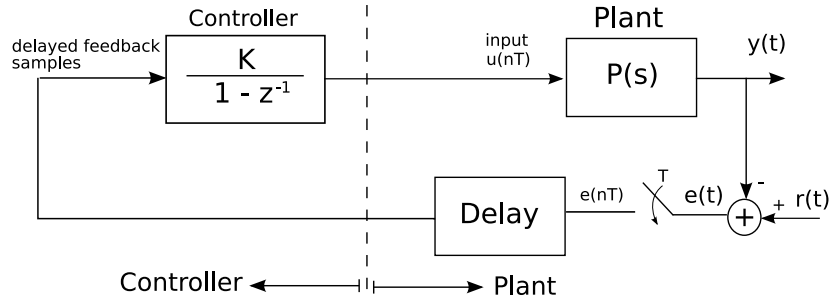 Controller
Plant
delayed feedback
samples
K
1 - z⁻¹
input
u(nT)
P(s)
y(t)
Delay
e(nT)
T
e(t)
-
+
+
r(t)
Controller
Plant